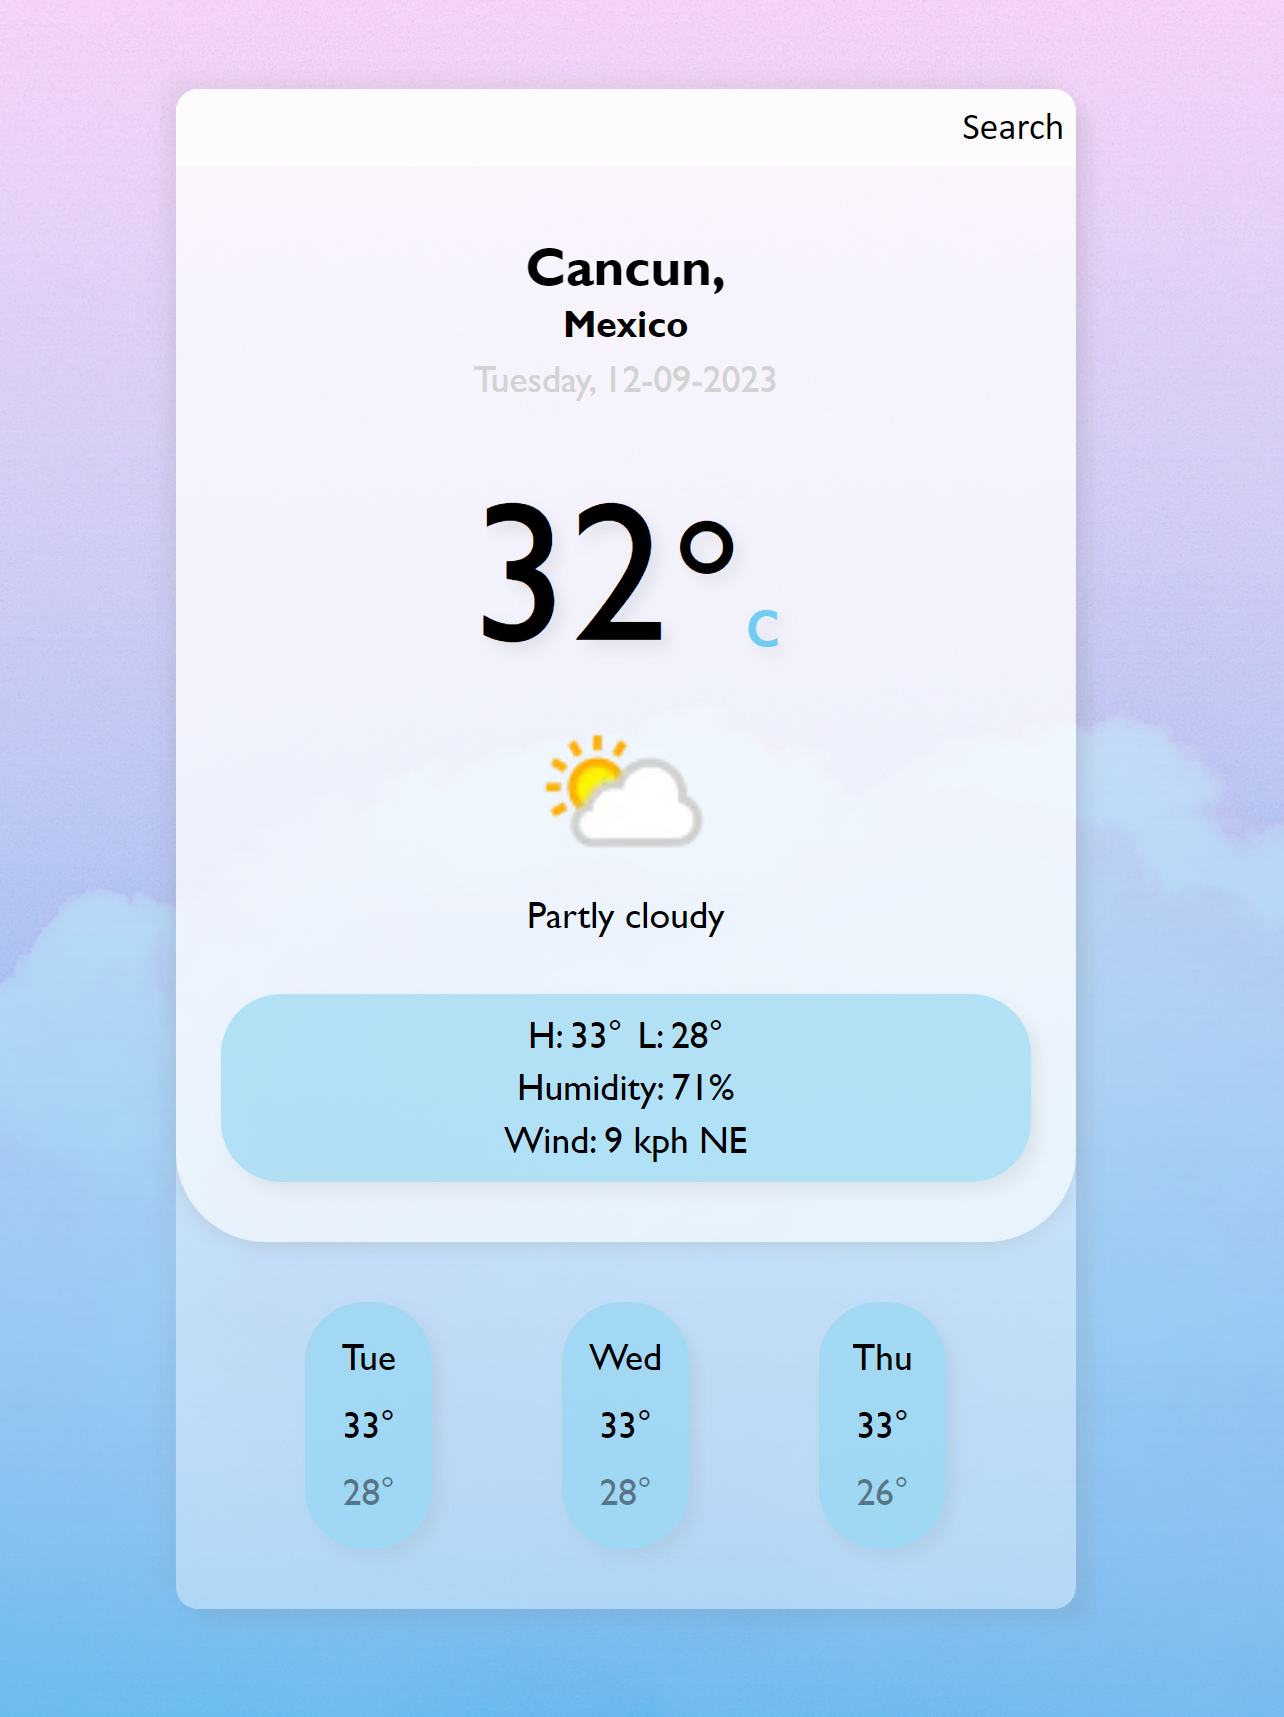 Search
Cancun,
Mexico
Tuesday, 12-09-2023
32° C
Partly cloudy
H: 33° L: 28°
Humidity: 71%
Wind: 9 kph NE
Tue
33°
28°
Wed
33°
28°
Thu
33°
26°